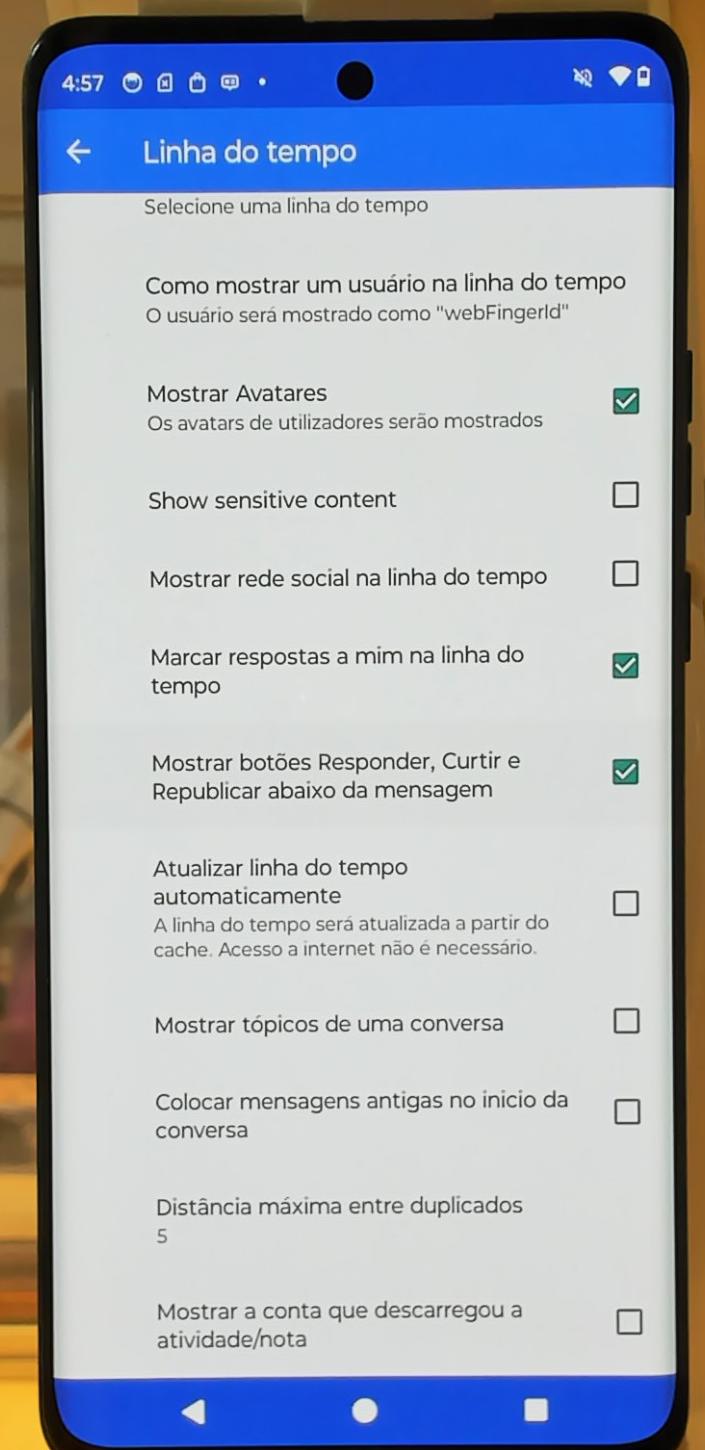 4:57
Linha do tempo
Selecione uma linha do tempo
Como mostrar um usuário na linha do tempo
O usuário será mostrado como "webFingerId"
Mostrar Avatares
Os avatars de utilizadores serão mostrados
Show sensitive content
Mostrar rede social na linha do tempo
Marcar respostas a mim na linha do
tempo
Mostrar botões Responder, Curtir e
Republicar abaixo da mensagem
Atualizar linha do tempo
automaticamente
A linha do tempo será atualizada a partir do
cache. Acesso a internet não é necessário.
Mostrar tópicos de uma conversa
Colocar mensagens antigas no inicio da
conversa
Distância máxima entre duplicados
5
Mostrar a conta que descarregou a
atividade/nota